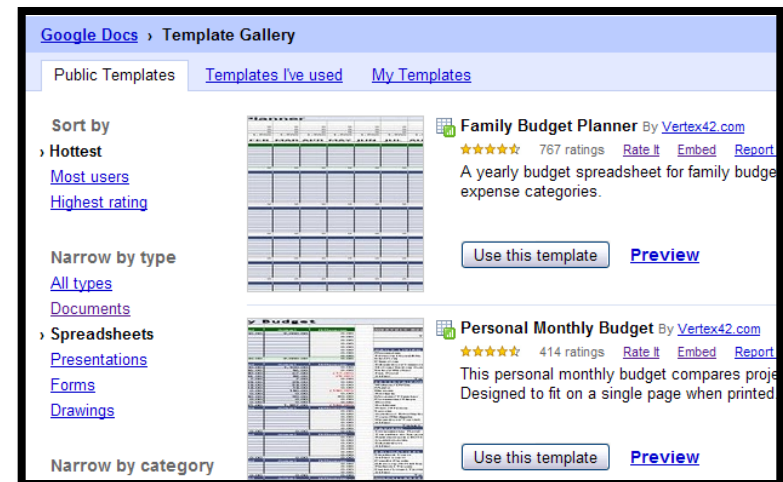 Google Docs › Template Gallery
Public Templates Templates I've used My Templates
Sort by
› Hottest
Most users
Highest rating
Narrow by type
All types
Documents
› Spreadsheets
Presentations
Forms
Drawings
Narrow by category
Family Budget Planner By Vertex42.com
767 ratings Rate It Embed Report
A yearly budget spreadsheet for family budge
expense categories.
Use this template Preview
Personal Monthly Budget By Vertex42.com
414 ratings Rate It Embed Report
This personal monthly budget compares proje
Designed to fit on a single page when printed
Use this template Preview